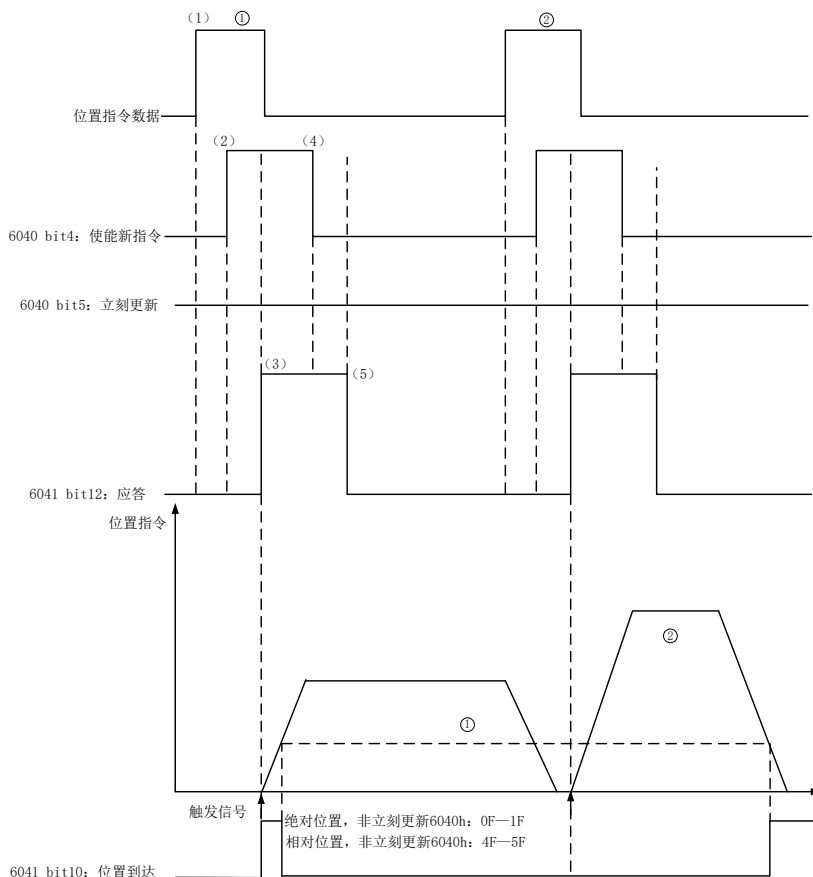 (1)
①
②
位置指令数据
(2)
(4)
6040 bit4：使能新指令
6040 bit5：立刻更新
(3)
(5)
6041 bit12：应答
位置指令
②
①
触发信号
绝对位置，非立刻更新6040h：0F—1F
相对位置，非立刻更新6040h：4F—5F
6041 bit10：位置到达